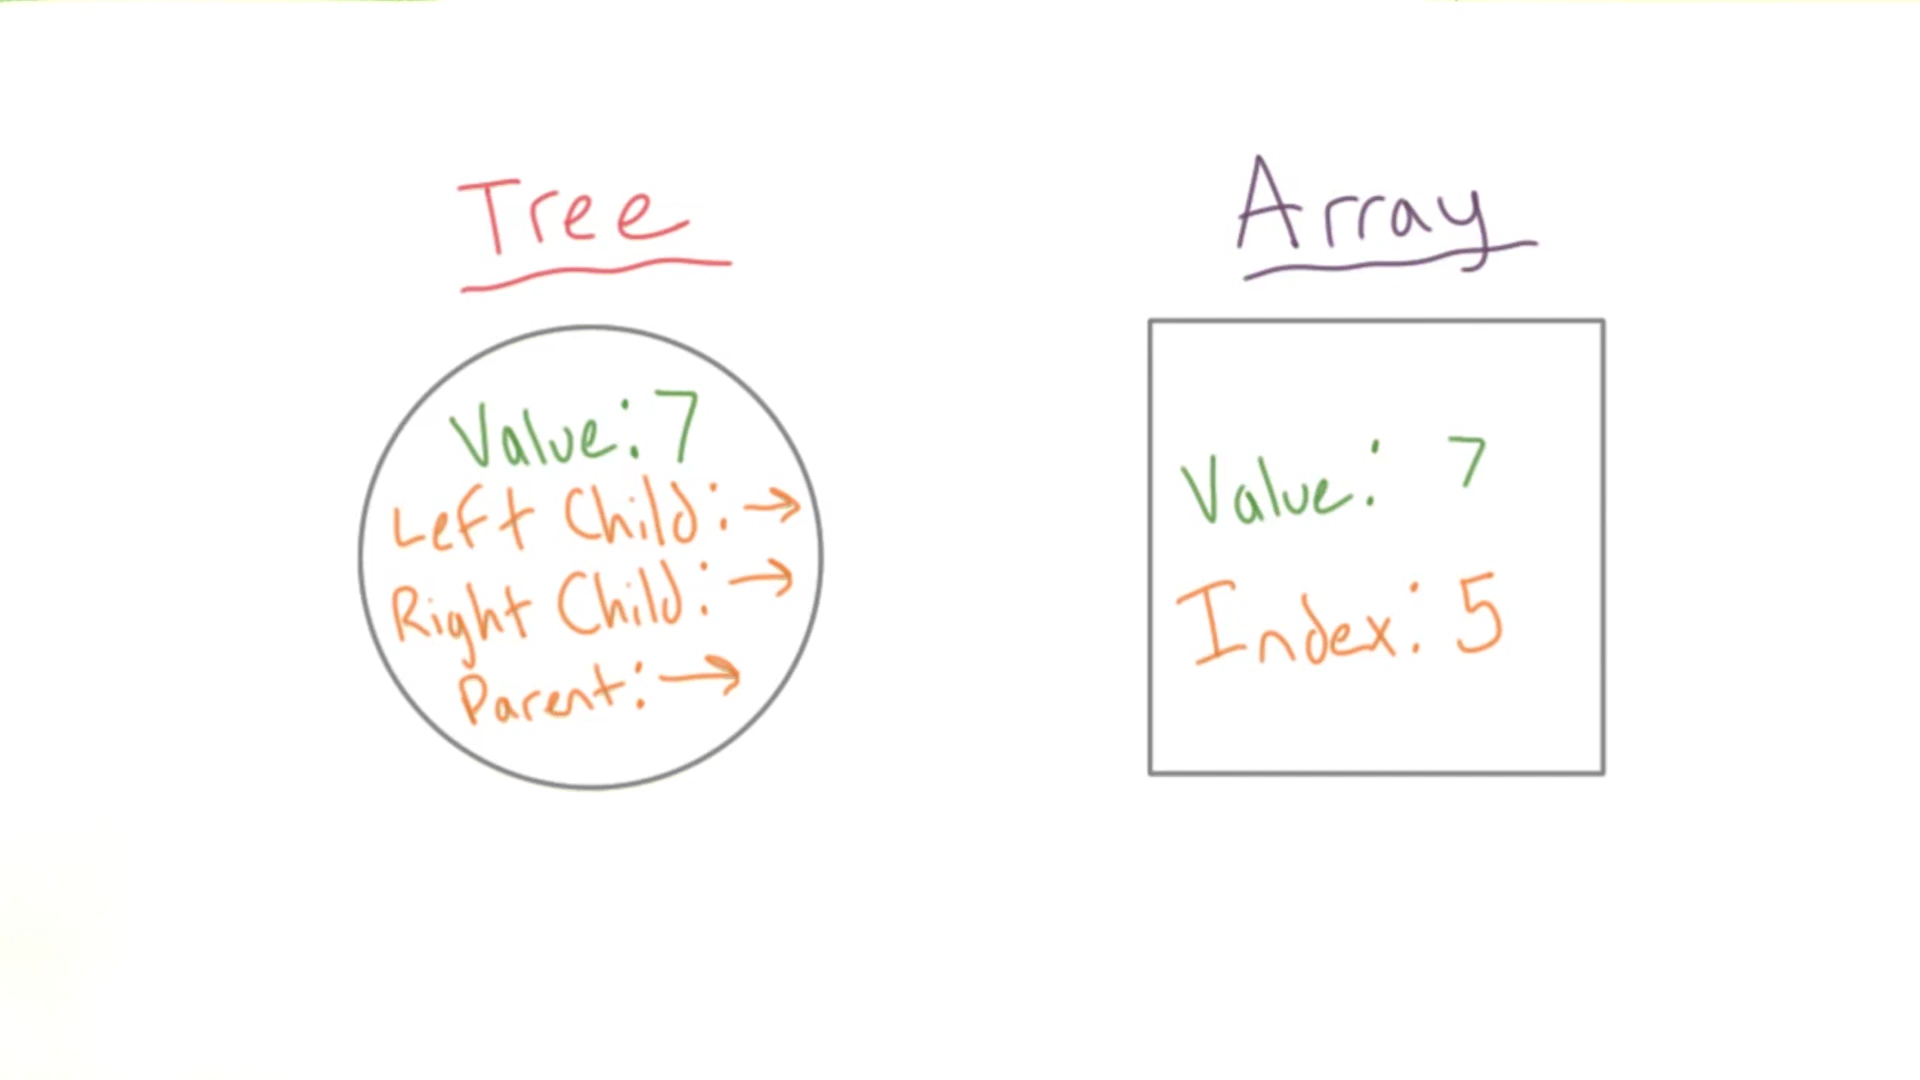 Tree
Value: 7
Left Child: →
Right Child: →
Parent: →
Array
Value: 7
Index: 5